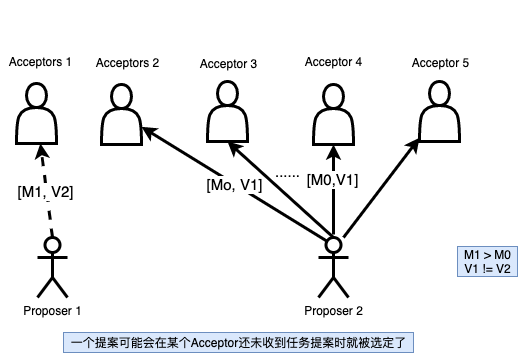 Acceptors 1
Acceptors 2
Acceptor 3
Acceptor 4
Acceptor 5
[M1, V2]
[Mo, V1]
······
[M0,V1]
Proposer 1
Proposer 2
M1 > M0
V1 != V2
一个提案可能会在某个Acceptor还未收到任务提案时就被选定了